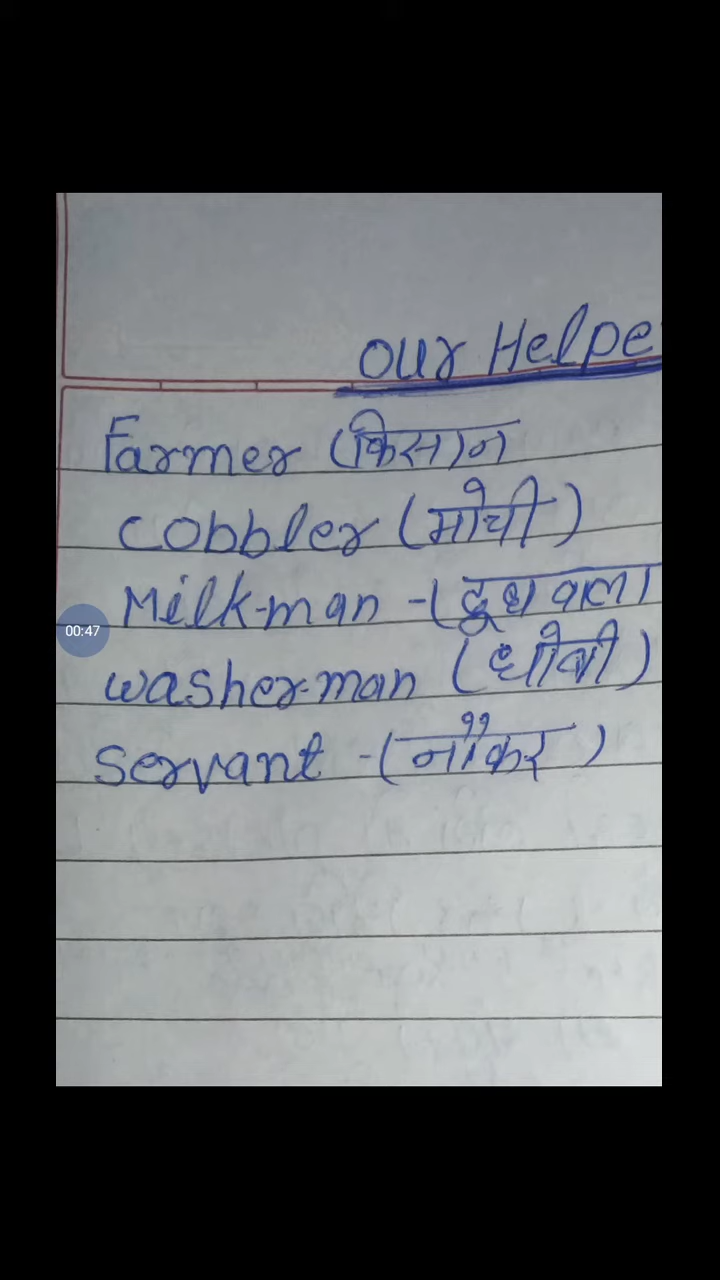 Our Helpe
Farmer (किसान
Cobbler (मोची)
Milk-man -(दूध वाला
00:47
washer-man (धोबी)
Servant -(नौकर)